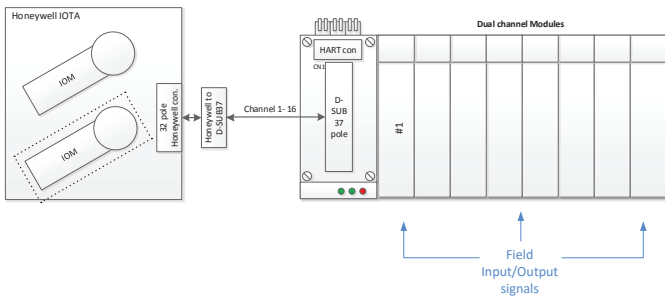 Honeywell IOTA
Dual channel Modules
IOM
IOM
32 pole
Honeywell con.
Honeywell to
D-SUB37
Channel 1- 16
HART con
CN1
D-
SUB
37
pole
#1
Field
Input/Output
signals